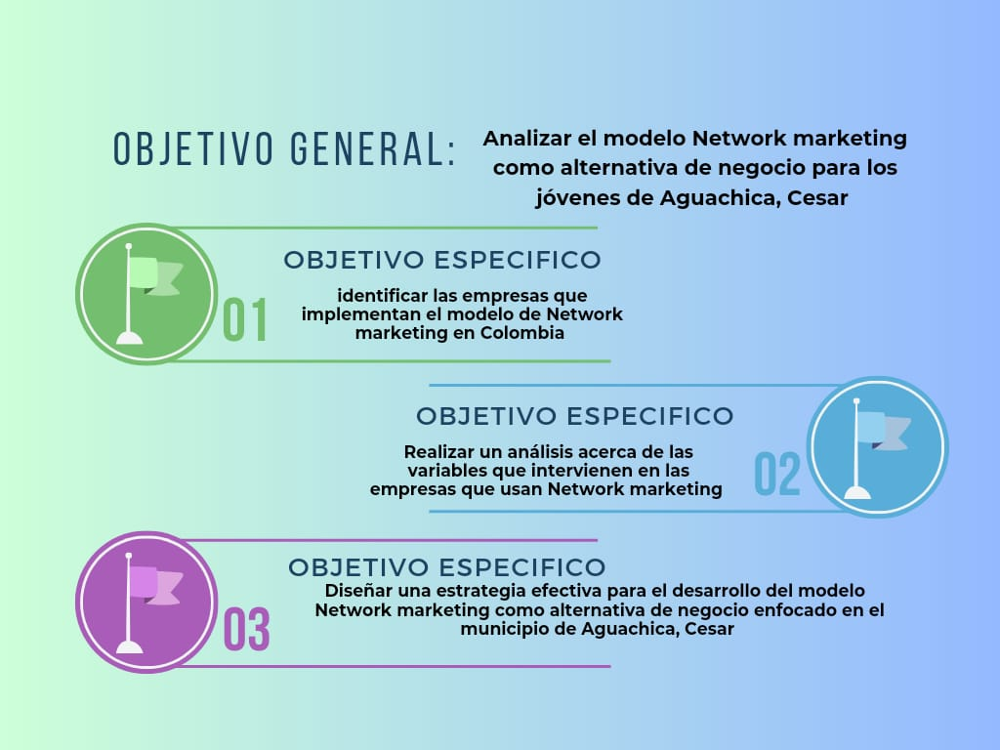 OBJETIVO GENERAL:
Analizar el modelo Network marketing
como alternativa de negocio para los
jóvenes de Aguachica, Cesar
OBJETIVO ESPECIFICO
01
identificar las empresas que
implementan el modelo de Network
marketing en Colombia
OBJETIVO ESPECIFICO
Realizar un análisis acerca de las
variables que intervienen en las
empresas que usan Network marketing
02
OBJETIVO ESPECIFICO
03
Diseñar una estrategia efectiva para el desarrollo del modelo
Network marketing como alternativa de negocio enfocado en el
municipio de Aguachica, Cesar